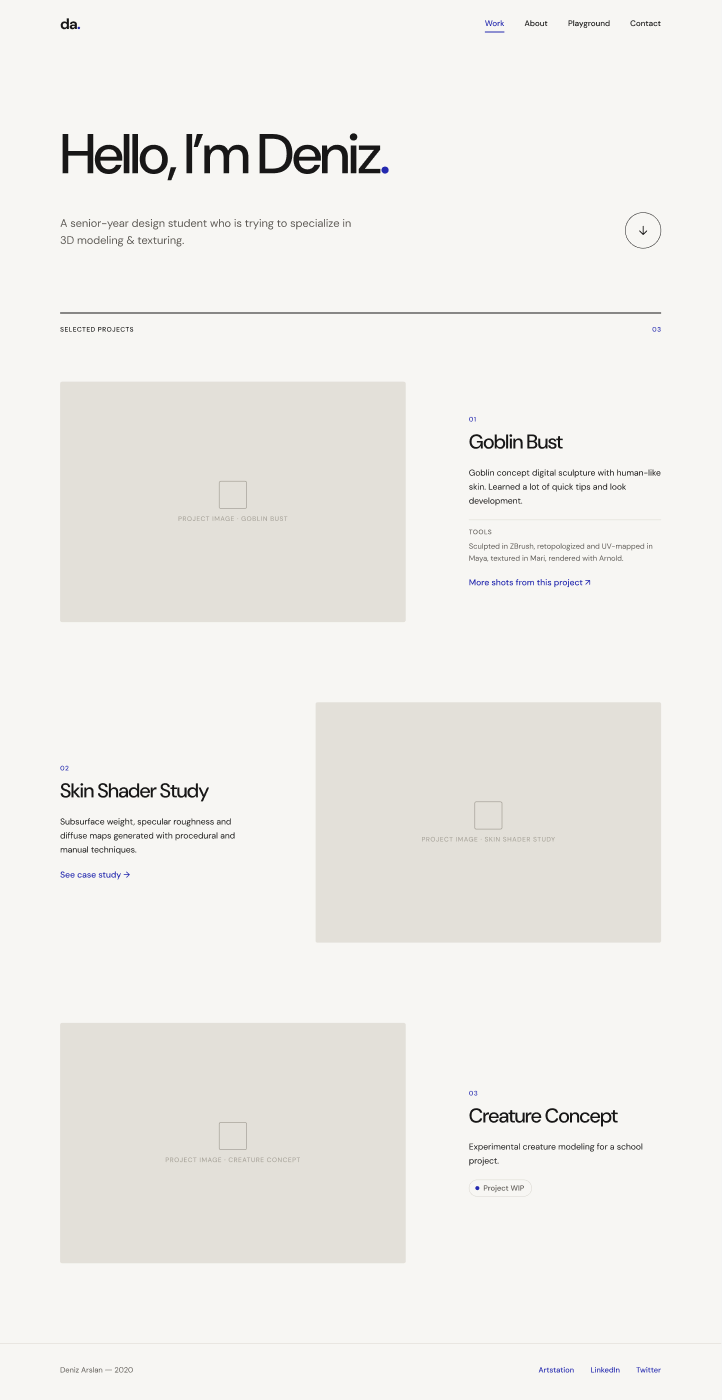 da.
Work About Playground Contact
Hello, I'm Deniz.
A senior-year design student who is trying to specialize in
3D modeling & texturing.
SELECTED PROJECTS 03
PROJECT IMAGE · GOBLIN BUST
01
Goblin Bust
Goblin concept digital sculpture with human-like
skin. Learned a lot of quick tips and look
development.
TOOLS
Sculpted in ZBrush, retopologized and UV-mapped in
Maya, textured in Mari, rendered with Arnold.
More shots from this project ↗
02
Skin Shader Study
Subsurface weight, specular roughness and
diffuse maps generated with procedural and
manual techniques.
See case study →
PROJECT IMAGE · SKIN SHADER STUDY
PROJECT IMAGE · CREATURE CONCEPT
03
Creature Concept
Experimental creature modeling for a school
project.
Project WIP
Deniz Arslan — 2020
Artstation LinkedIn Twitter